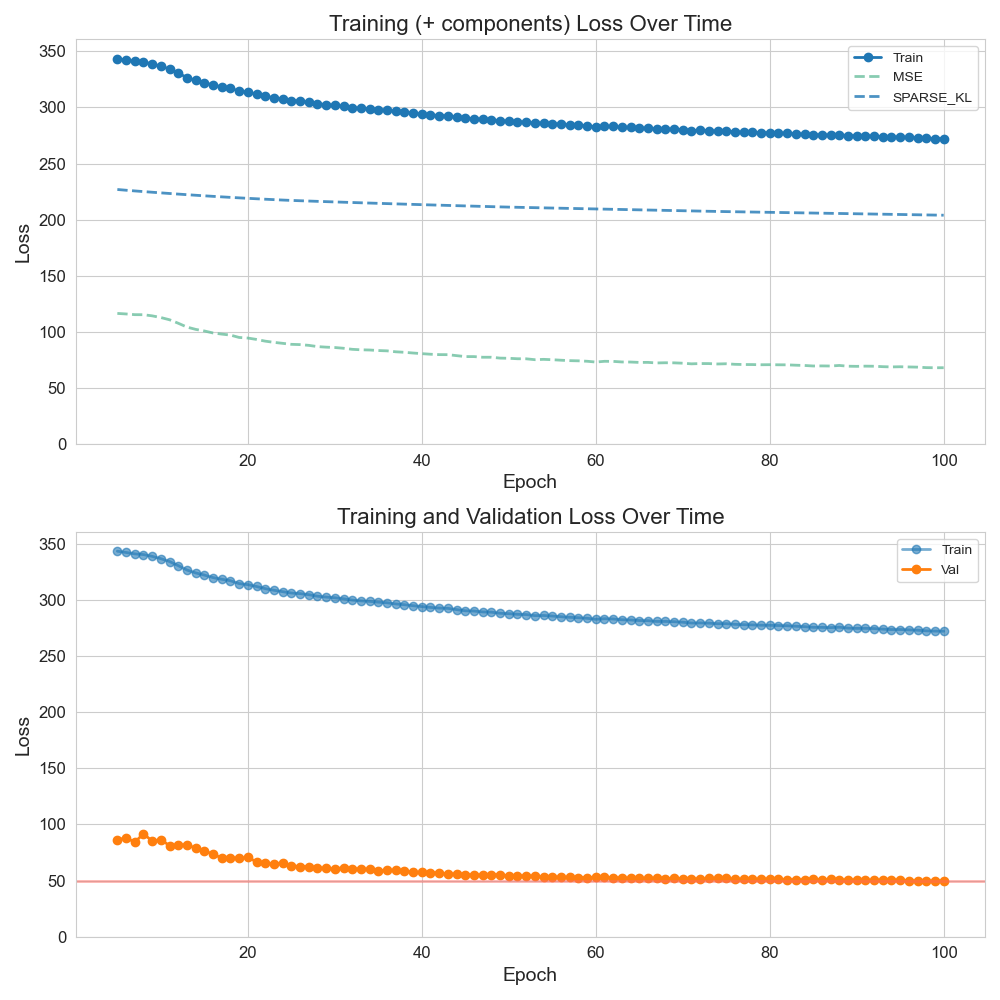 Training (+ components) Loss Over Time
350
300
250
200
150
100
50
0
Loss
Train
MSE
SPARSE_KL
20
40
60
80
100
Epoch
Training and Validation Loss Over Time
350
300
250
200
150
100
50
0
Loss
Train
Val
20
40
60
80
100
Epoch